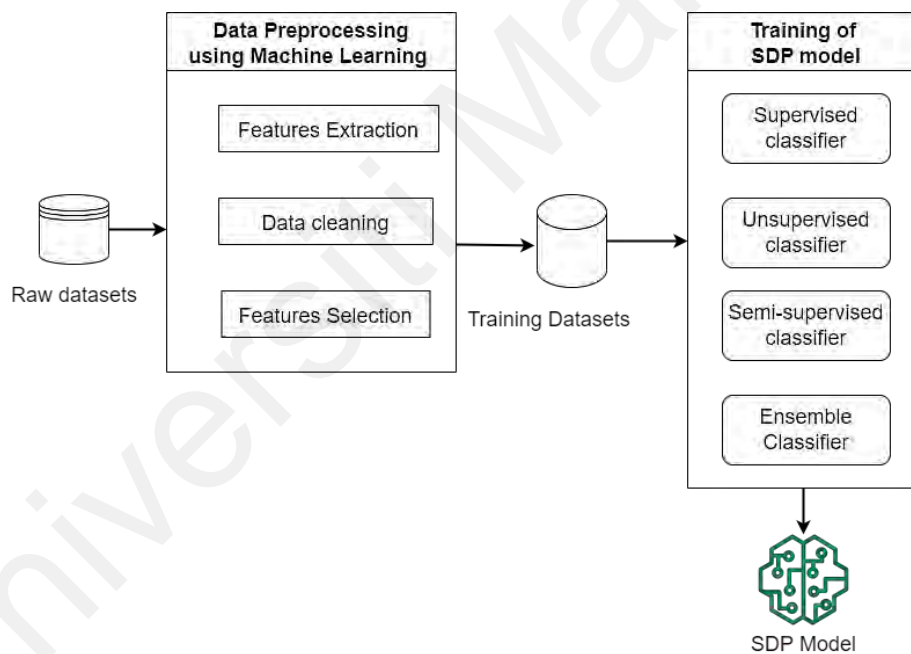 Data Preprocessing
using Machine Learning
Features Extraction
Data cleaning
Features Selection
Raw datasets
Training Datasets
Training of
SDP model
Supervised
classifier
Unsupervised
classifier
Semi-supervised
classifier
Ensemble
Classifier
SDP Model